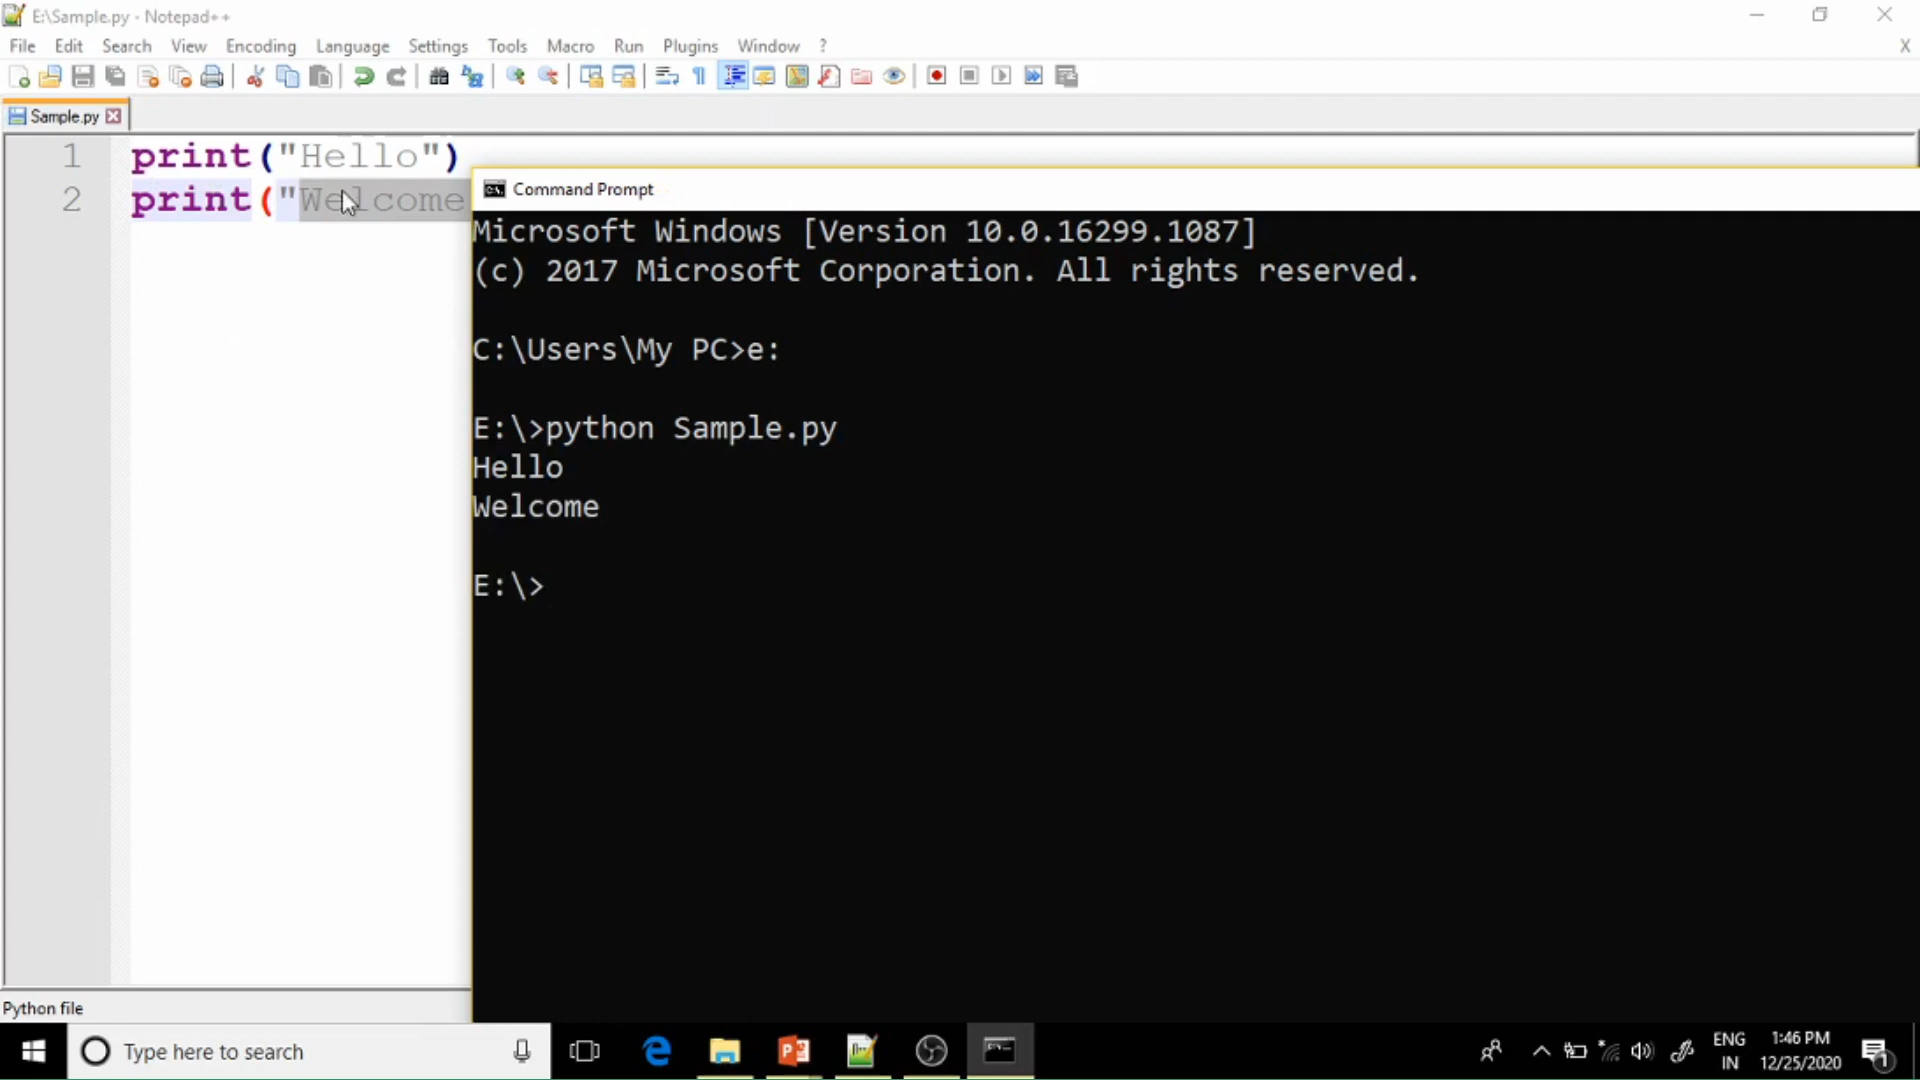 E:\Sample.py - Notepad++
File Edit Search View Encoding Language Settings Tools Macro Run Plugins Window ? X
Sample.py
1 print("Hello")
2 print("Welcome
Command Prompt
Microsoft Windows [Version 10.0.16299.1087]
(c) 2017 Microsoft Corporation. All rights reserved.
C:\Users\My PC>e:
E:\>python Sample.py
Hello
Welcome
E:\>
Python file
Type here to search
ENG
IN
1:46 PM
12/25/2020
1